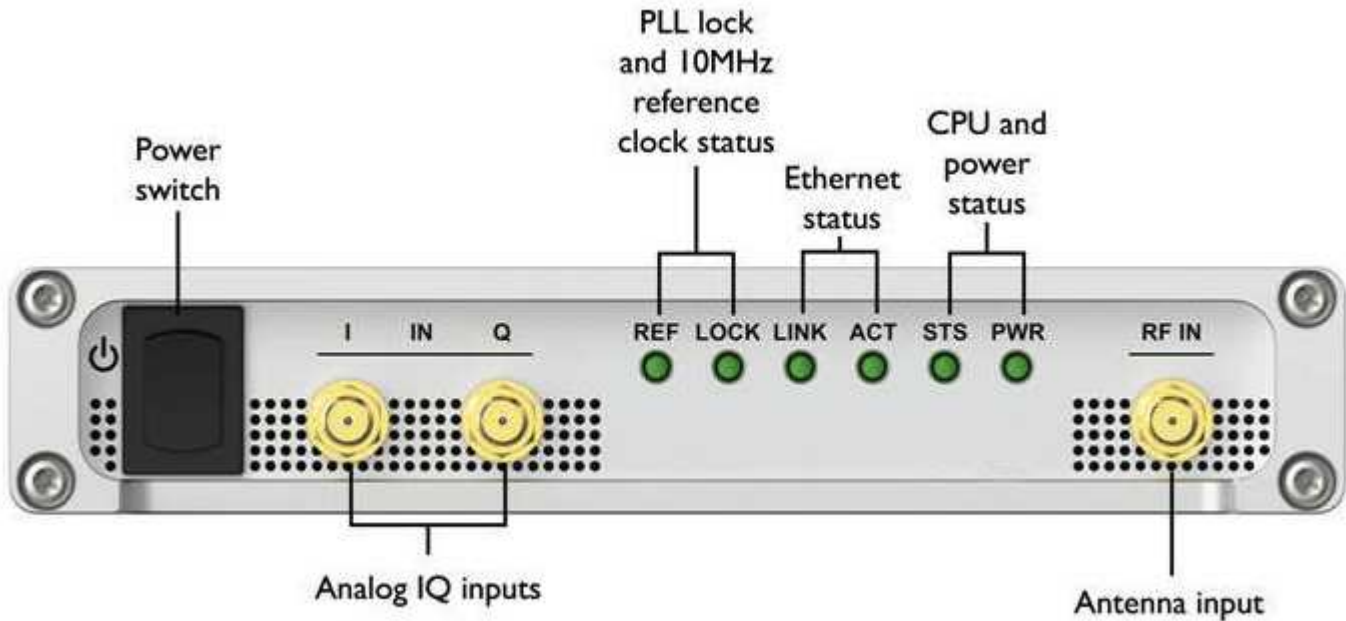 PLL lock
and 10MHz
reference
clock status
Power
switch
Ethernet
status
CPU and
power
status
I IN Q
REF LOCK LINK ACT STS PWR
RF IN
Analog IQ inputs
Antenna input